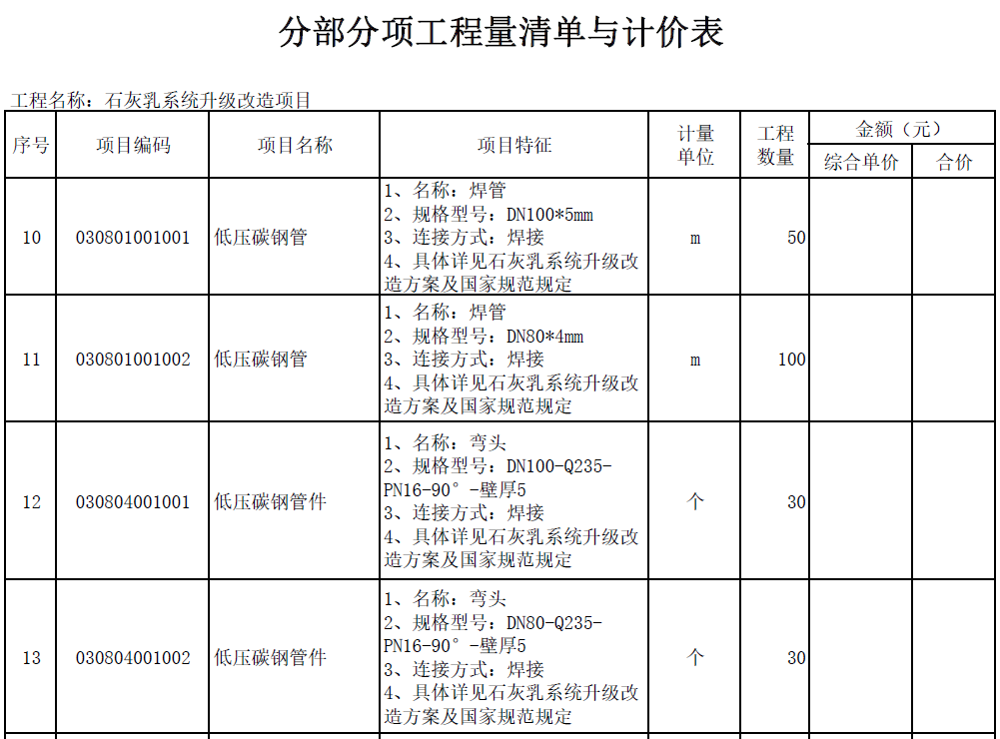 分部分项工程量清单与计价表
工程名称：石灰乳系统升级改造项目
序号 项目编码 项目名称 项目特征 计量单位 工程数量 金额（元）
综合单价 合价
10 030801001001 低压碳钢管 1、名称：焊管
2、规格型号：DN100*5mm
3、连接方式：焊接
4、具体详见石灰乳系统升级改
造方案及国家规范规定 m 50
11 030801001002 低压碳钢管 1、名称：焊管
2、规格型号：DN80*4mm
3、连接方式：焊接
4、具体详见石灰乳系统升级改
造方案及国家规范规定 m 100
12 030804001001 低压碳钢管件 1、名称：弯头
2、规格型号：DN100-Q235-
PN16-90°-壁厚5
3、连接方式：焊接
4、具体详见石灰乳系统升级改
造方案及国家规范规定 个 30
13 030804001002 低压碳钢管件 1、名称：弯头
2、规格型号：DN80-Q235-
PN16-90°-壁厚5
3、连接方式：焊接
4、具体详见石灰乳系统升级改
造方案及国家规范规定 个 30